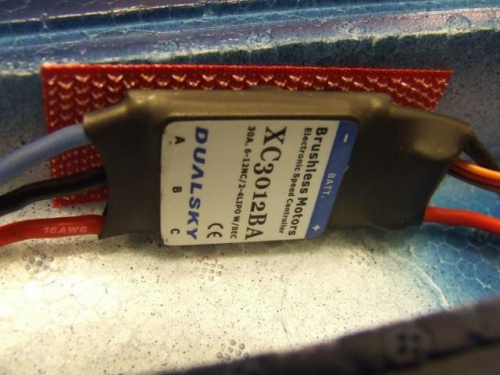 BATT.
- +
Brushless Motors
Electronic Speed Controller
XC3012BA
30A, 6-12NC/2-4LIPO W/BEC
DUALSKY CE
A B C
16AWG